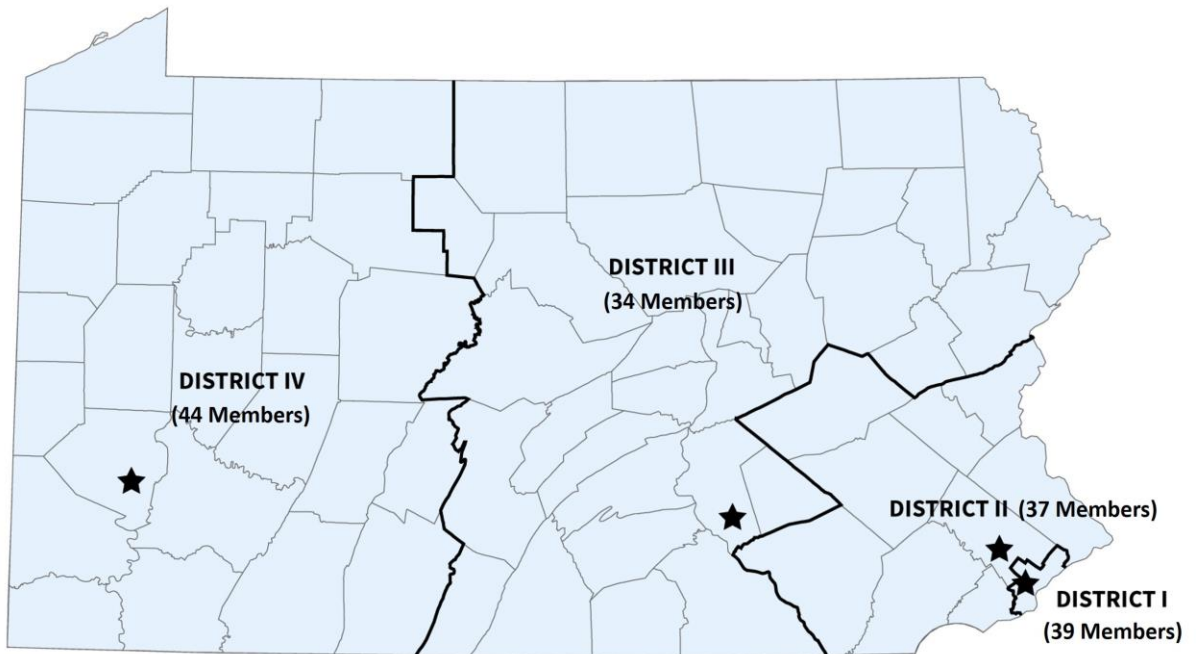 DISTRICT III
(34 Members)
DISTRICT IV
(44 Members)
DISTRICT II (37 Members)
DISTRICT I
(39 Members)